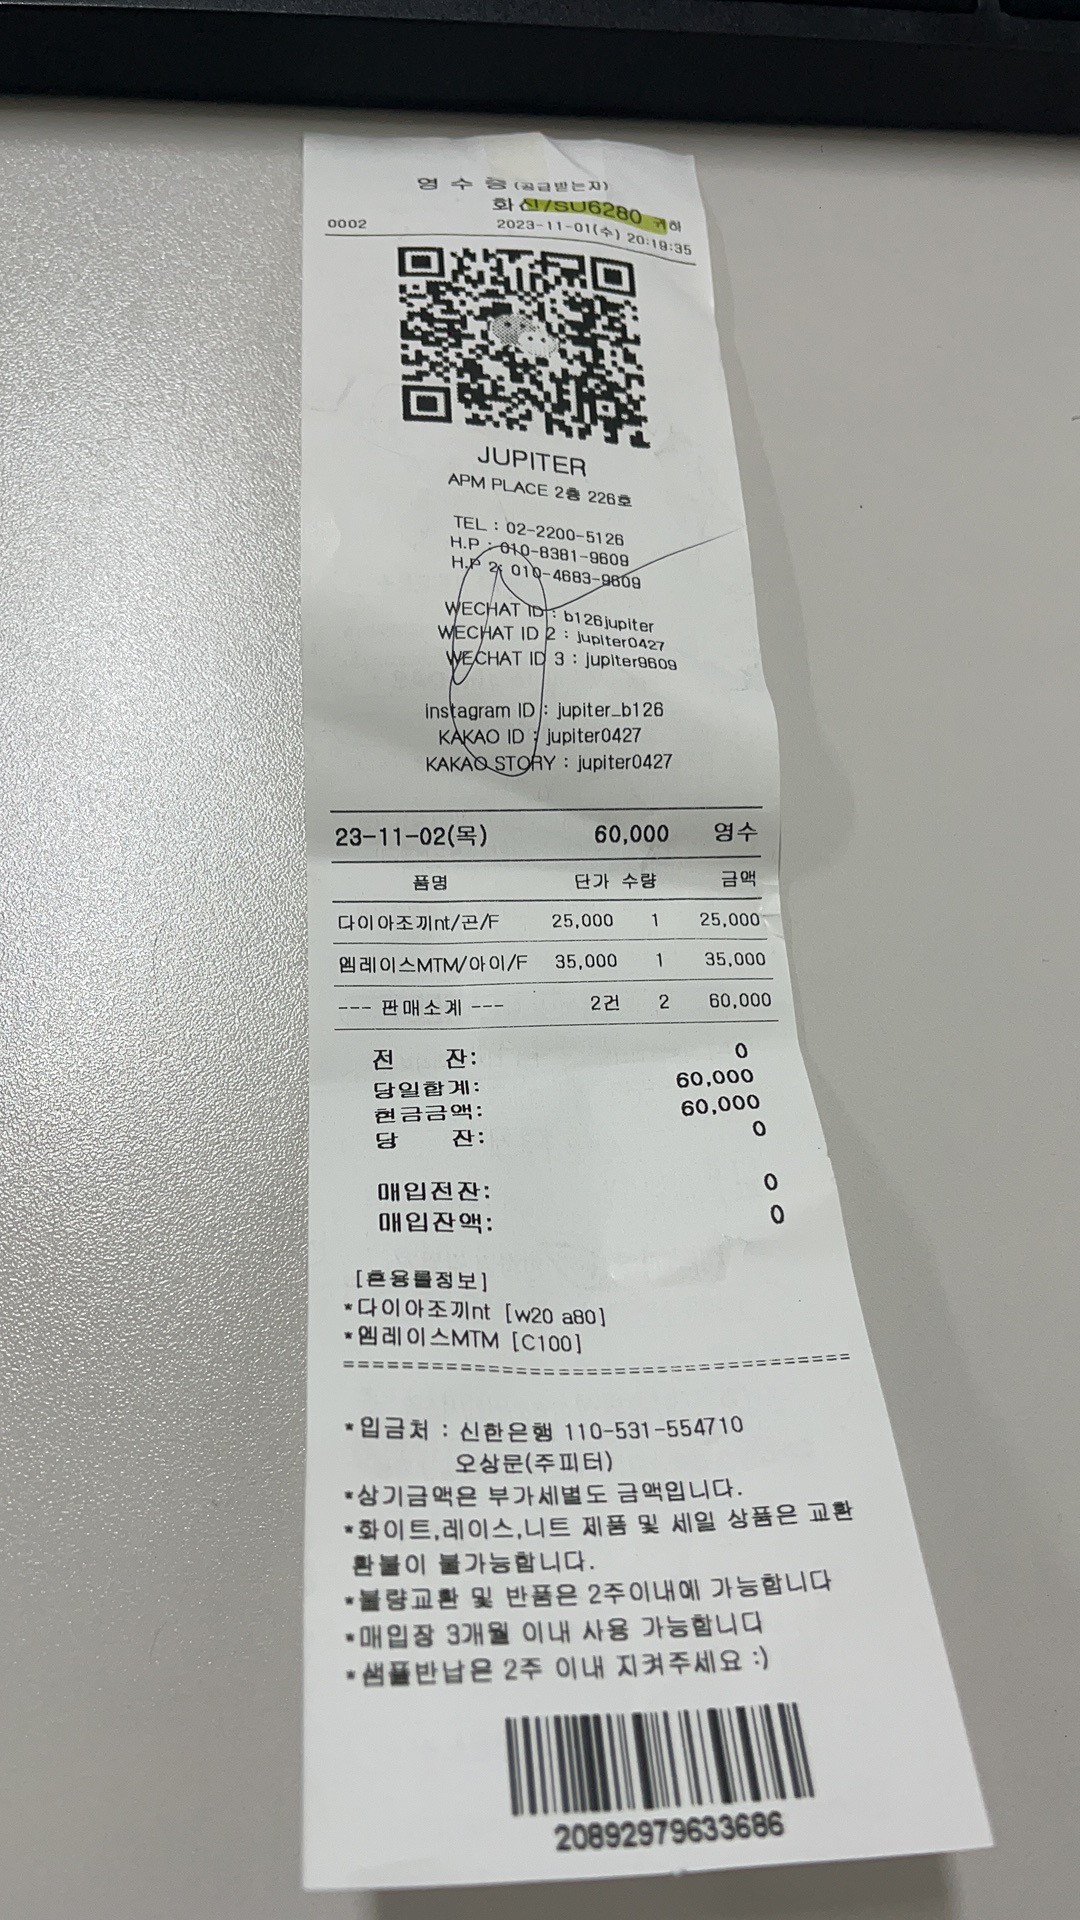 영 수 증 (공급받는자)
화신/SU6280 귀하
0002 2023-11-01(수) 20:19:35
JUPITER
APM PLACE 2층 226호
TEL : 02-2200-5126
H.P : 010-8381-9609
H.P 2: 010-4683-9609
WECHAT ID : b126jupiter
WECHAT ID 2 : jupiter0427
WECHAT ID 3 : jupiter9609
instagram ID : jupiter_b126
KAKAO ID : jupiter0427
KAKAO STORY : jupiter0427
23-11-02(목) 60,000 영수
품명 단가 수량 금액
다이아조끼nt/곤/F 25,000 1 25,000
엠레이스MTM/아이/F 35,000 1 35,000
--- 판매소계 --- 2건 2 60,000
전 잔: 0
당일합계: 60,000
현금금액: 60,000
당 잔: 0
매입전잔: 0
매입잔액: 0
[혼용률정보]
*다이아조끼nt [w20 a80]
*엠레이스MTM [C100]
===================================
*입금처 : 신한은행 110-531-554710
오상문(주피터)
*상기금액은 부가세별도 금액입니다.
*화이트,레이스,니트 제품 및 세일 상품은 교환
환불이 불가능합니다.
*불량교환 및 반품은 2주이내에 가능합니다
*매입장 3개월 이내 사용 가능합니다
*샘플반납은 2주 이내 지켜주세요 :)
20892979633686